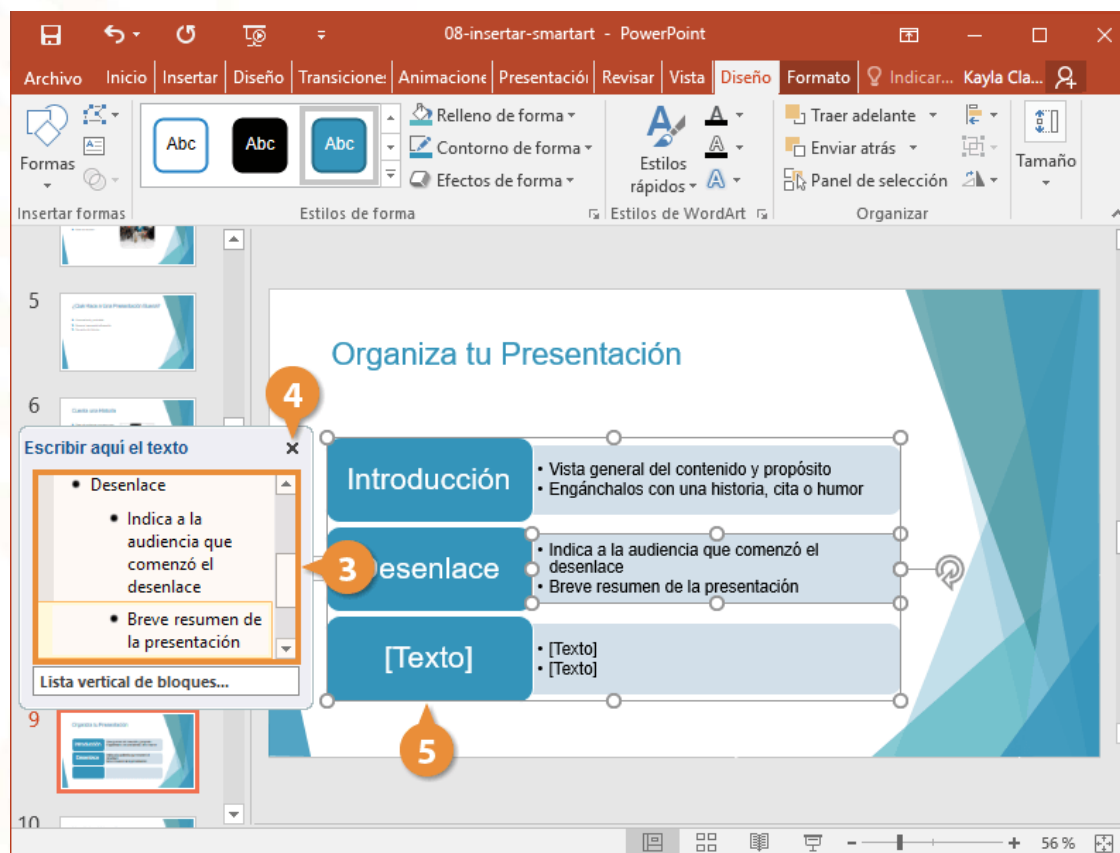 08-insertar-smartart - PowerPoint
Archivo Inicio Insertar Diseño Transicione: Animacione Presentació Revisar Vista Diseño Formato Indicar... Kayla Cla...
Formas
Abc Abc Abc
Relleno de forma
Contorno de forma
Efectos de forma
Estilos
rápidos
Traer adelante
Enviar atrás
Panel de selección
Tamaño
Insertar formas Estilos de forma Estilos de WordArt Organizar
5
6
Organiza tu Presentación
4
Escribir aquí el texto
• Desenlace
• Indica a la
audiencia que
comenzó el
desenlace
• Breve resumen de
la presentación
Lista vertical de bloques...
3
Introducción
• Vista general del contenido y propósito
• Engánchalos con una historia, cita o humor
Desenlace
• Indica a la audiencia que comenzó el
desenlace
• Breve resumen de la presentación
[Texto]
• [Texto]
• [Texto]
5
9
10
56 %